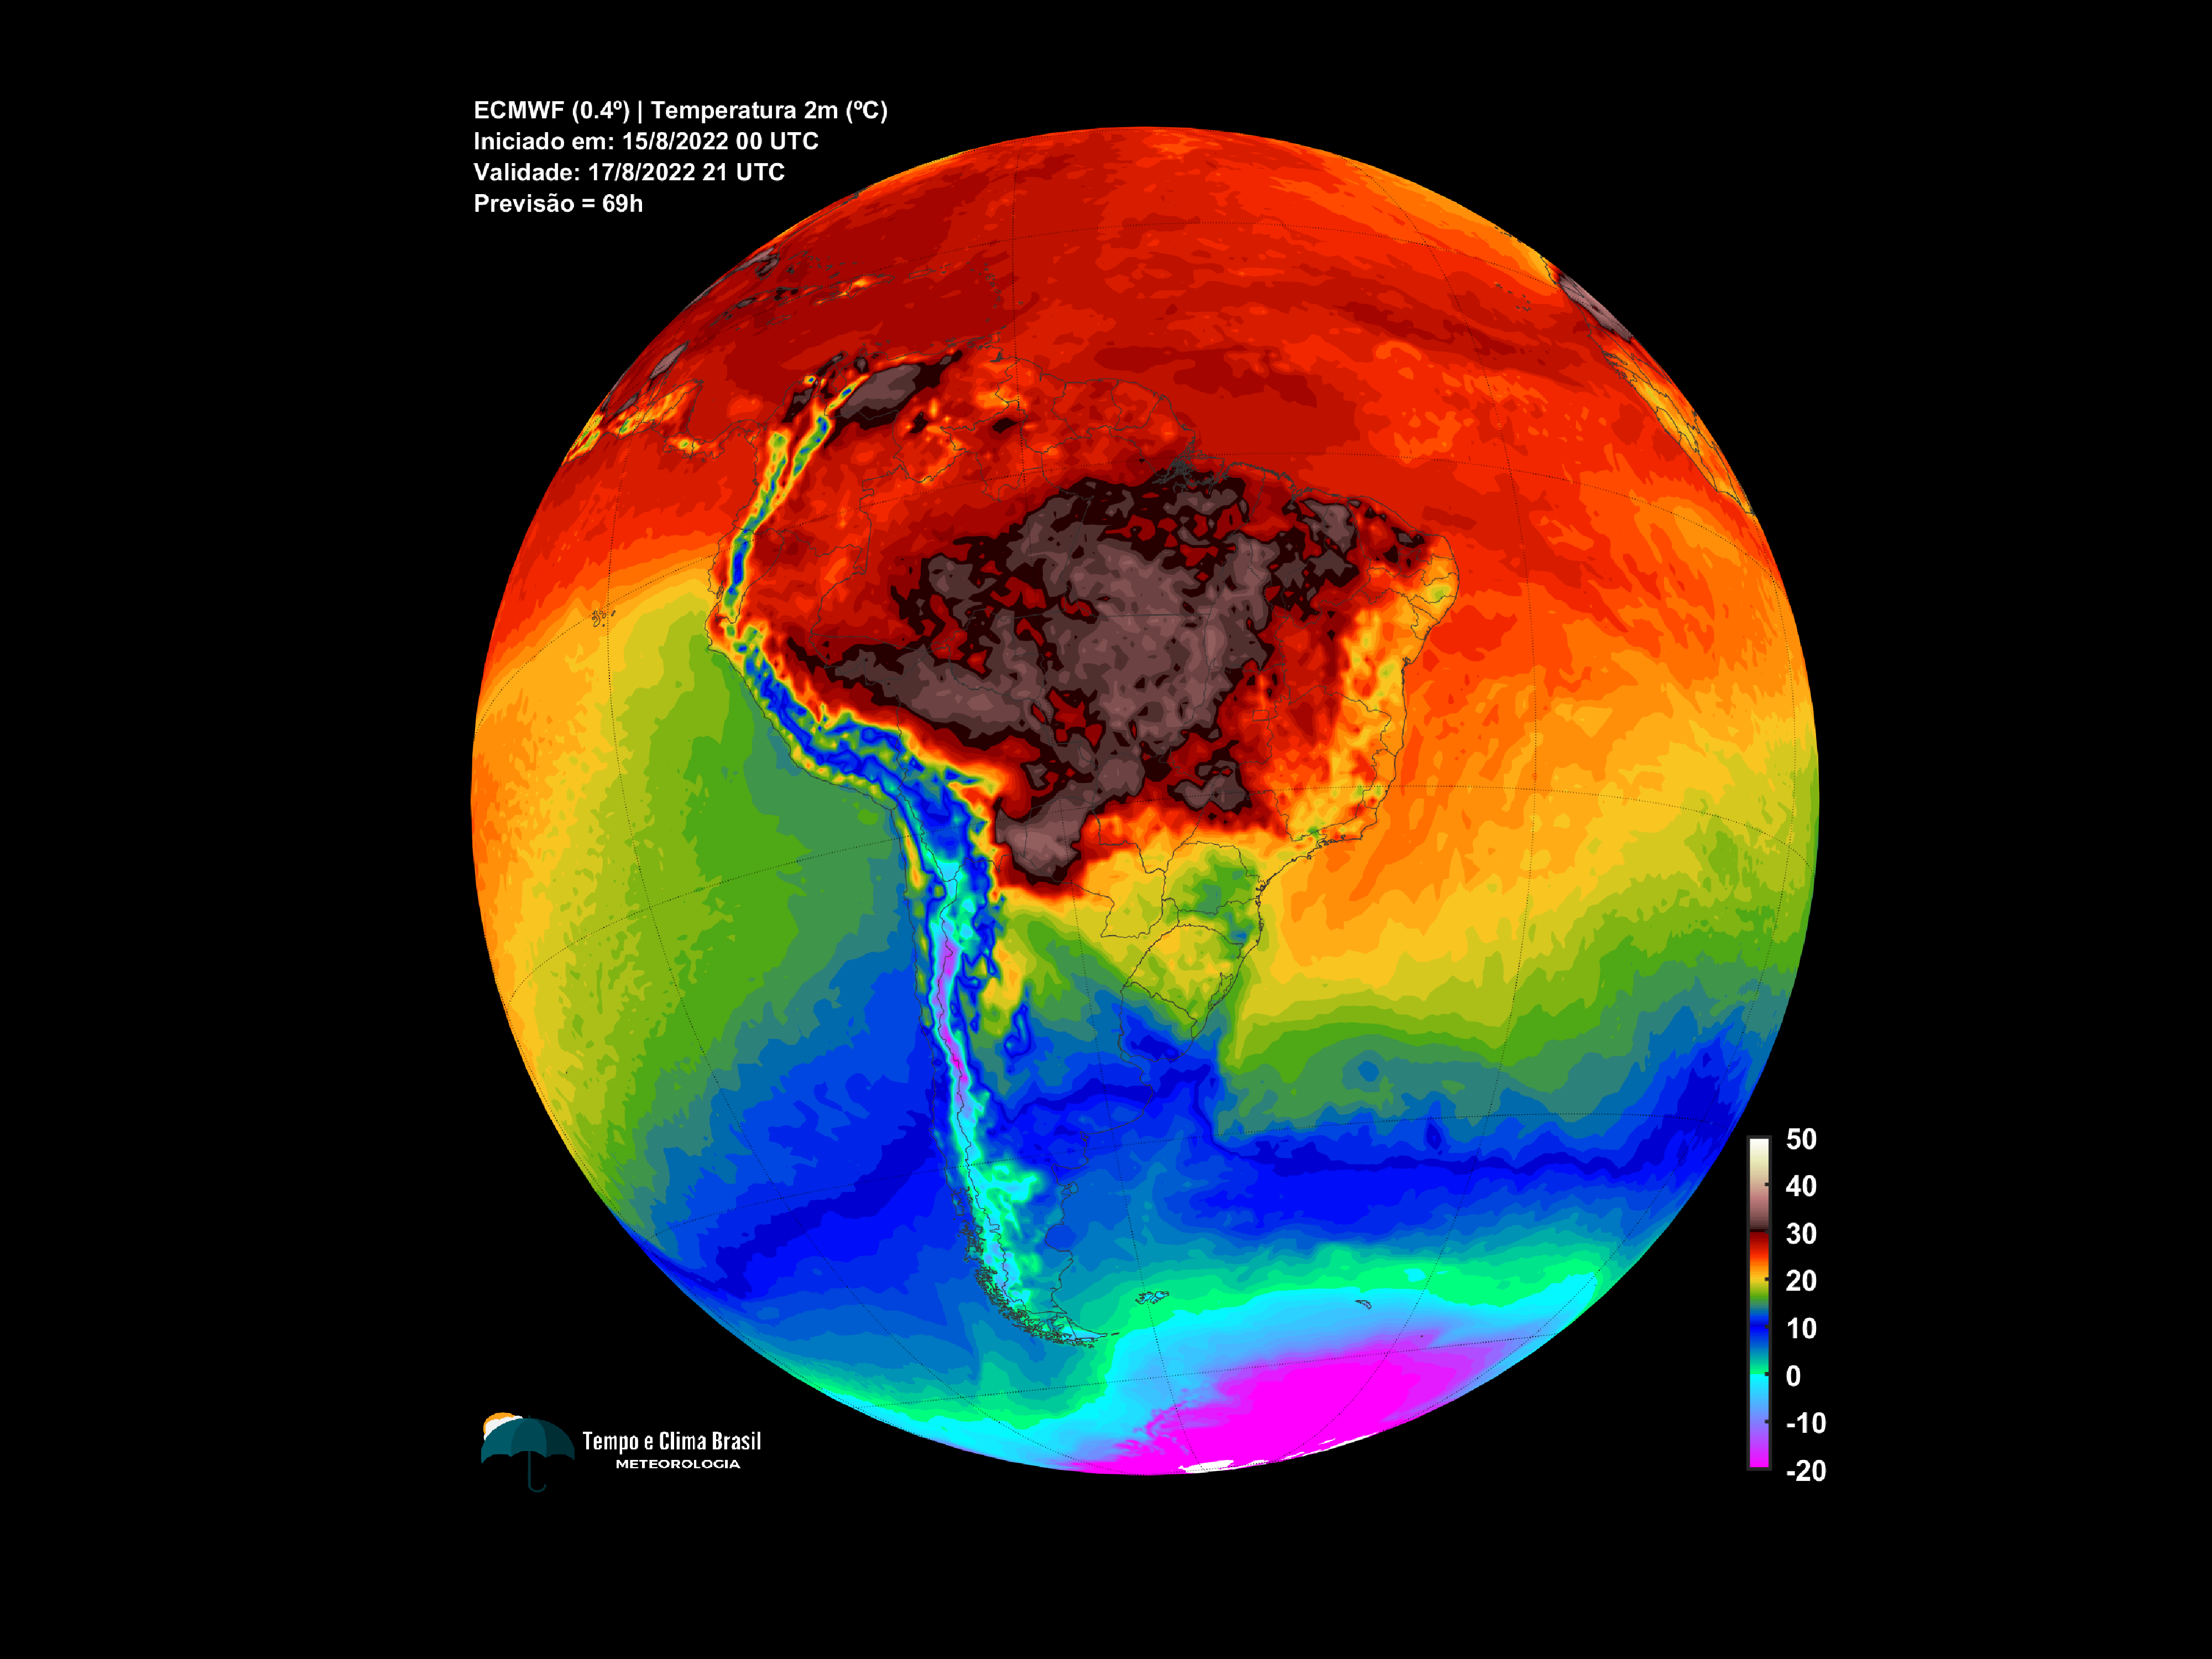 ECMWF (0.4º) | Temperatura 2m (ºC)
Iniciado em: 15/8/2022 00 UTC
Validade: 17/8/2022 21 UTC
Previsão = 69h
50
40
30
20
10
0
-10
-20
Tempo e Clima Brasil
METEOROLOGIA